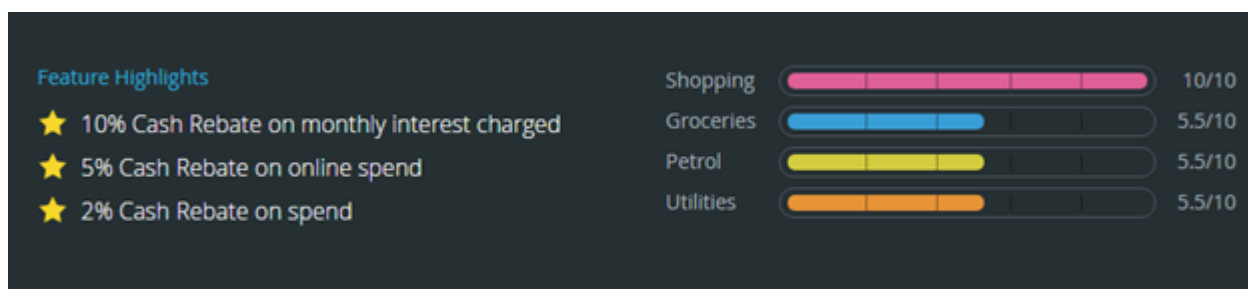 Feature Highlights
10% Cash Rebate on monthly interest charged
5% Cash Rebate on online spend
2% Cash Rebate on spend
Shopping 10/10
Groceries 5.5/10
Petrol 5.5/10
Utilities 5.5/10